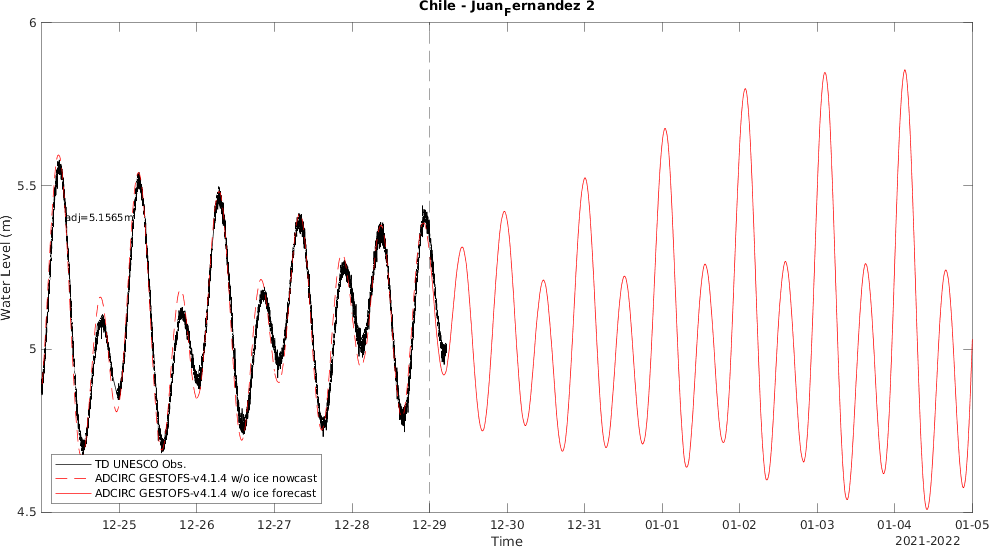 Chile - Juan_Fernandez 2
6
5.5
5
4.5
Water Level (m)
adj=5.1565m
TD UNESCO Obs.
ADCIRC GESTOFS-v4.1.4 w/o ice nowcast
ADCIRC GESTOFS-v4.1.4 w/o ice forecast
12-25 12-26 12-27 12-28 12-29 12-30 12-31 01-01 01-02 01-03 01-04 01-05
Time
2021-2022